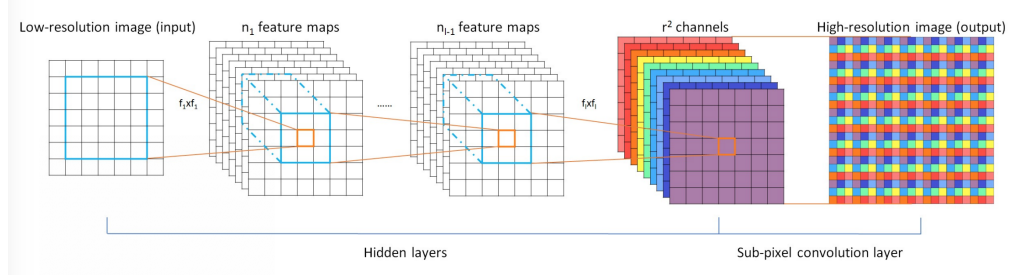 Low-resolution image (input)
n₁ feature maps
nₗ₋₁ feature maps
r² channels
High-resolution image (output)
f₁xf₁
......
fₗxfₗ
Hidden layers
Sub-pixel convolution layer